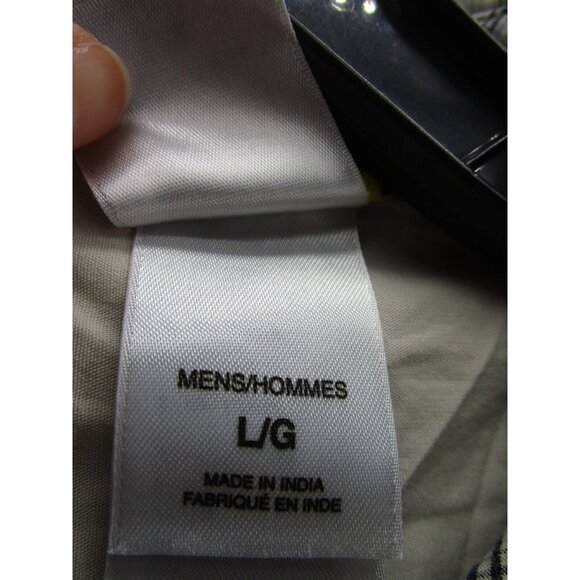 MENS/HOMMES
L/G
MADE IN INDIA
FABRIQUÉ EN INDE